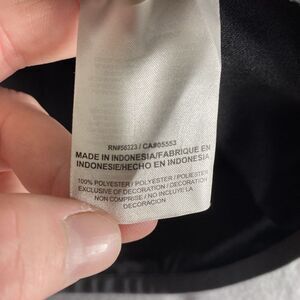 RN#56323 / CA#05553
MADE IN INDONESIA/FABRIQUE EN
INDONESIE/HECHO EN INDONESIA
100% POLYESTER / POLYESTER / POLIESTER
EXCLUSIVE OF DECORATION / DECORATION
NON COMPRISE / NO INCLUYE LA
DECORACION